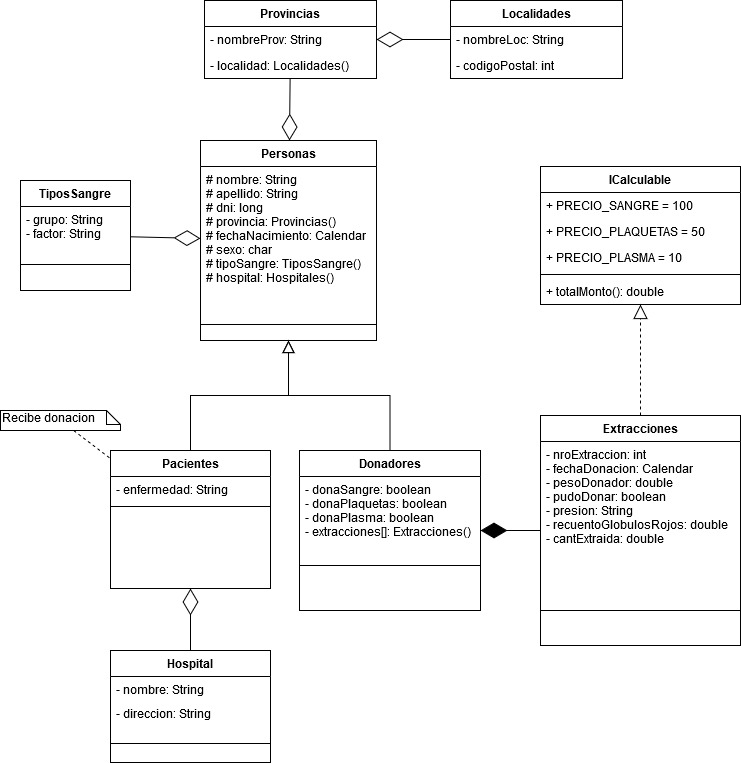 Provincias
- nombreProv: String
- localidad: Localidades()
Localidades
- nombreLoc: String
- codigoPostal: int
TiposSangre
- grupo: String
- factor: String
Personas
# nombre: String
# apellido: String
# dni: long
# provincia: Provincias()
# fechaNacimiento: Calendar
# sexo: char
# tipoSangre: TiposSangre()
# hospital: Hospitales()
ICalculable
+ PRECIO_SANGRE = 100
+ PRECIO_PLAQUETAS = 50
+ PRECIO_PLASMA = 10
+ totalMonto(): double
Recibe donacion
Pacientes
- enfermedad: String
Donadores
- donaSangre: boolean
- donaPlaquetas: boolean
- donaPlasma: boolean
- extracciones[]: Extracciones()
Extracciones
- nroExtraccion: int
- fechaDonacion: Calendar
- pesoDonador: double
- pudoDonar: boolean
- presion: String
- recuentoGlobulosRojos: double
- cantExtraida: double
Hospital
- nombre: String
- direccion: String